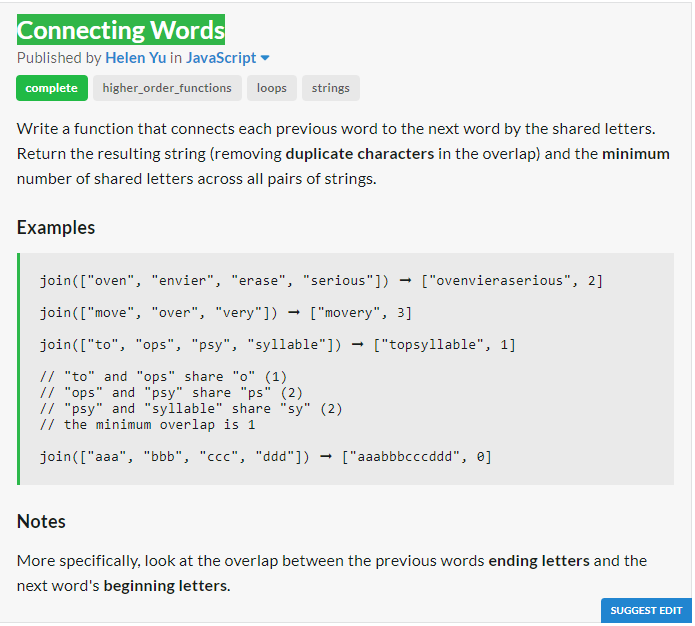 Connecting Words
Published by Helen Yu in JavaScript
complete higher_order_functions loops strings
Write a function that connects each previous word to the next word by the shared letters.
Return the resulting string (removing duplicate characters in the overlap) and the minimum
number of shared letters across all pairs of strings.
Examples
join(["oven", "envier", "erase", "serious"]) ➞ ["ovenvieraserious", 2]
join(["move", "over", "very"]) ➞ ["movery", 3]
join(["to", "ops", "psy", "syllable"]) ➞ ["topsyllable", 1]
// "to" and "ops" share "o" (1)
// "ops" and "psy" share "ps" (2)
// "psy" and "syllable" share "sy" (2)
// the minimum overlap is 1
join(["aaa", "bbb", "ccc", "ddd"]) ➞ ["aaabbbcccddd", 0]
Notes
More specifically, look at the overlap between the previous words ending letters and the
next word's beginning letters.
SUGGEST EDIT